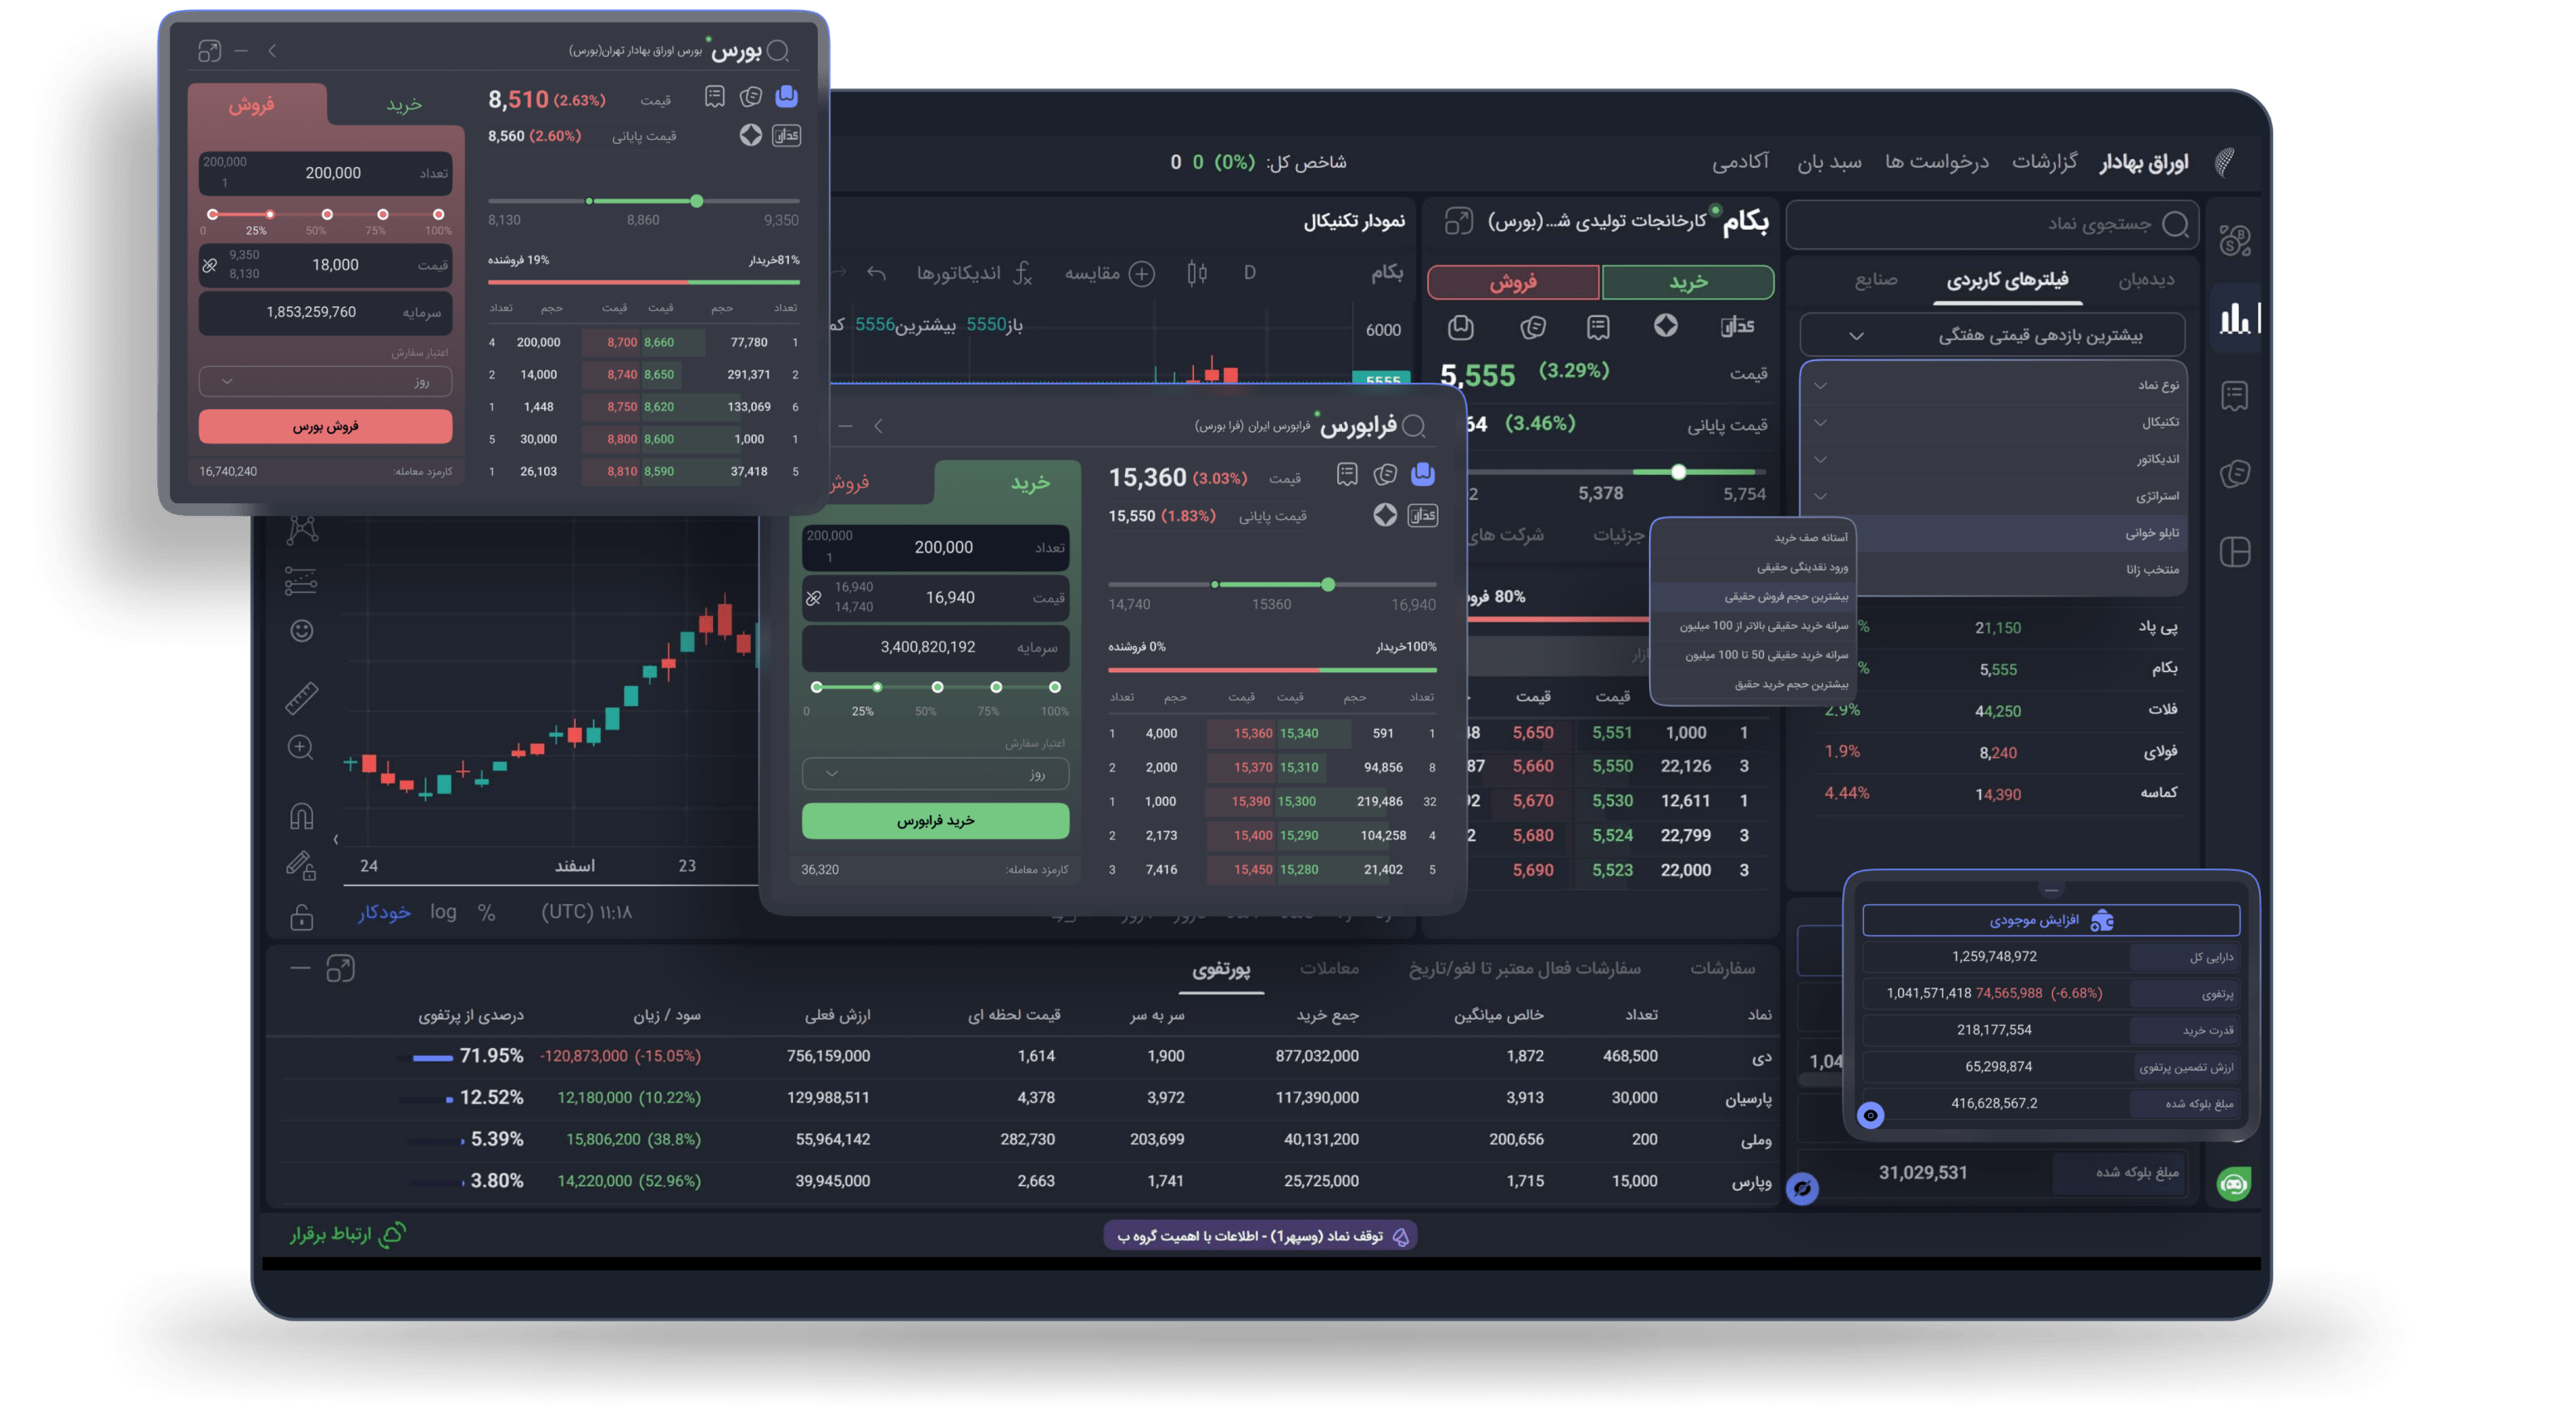 بورس بورس اوراق بهادار تهران(بورس)
خرید فروش
قیمت 8,510 (2.63%)
قیمت پایانی 8,560 (2.60%)
کدال
8,130 8,860 9,350
81%خریدار 19% فروشنده
تعداد حجم قیمت قیمت حجم تعداد
1 77,780 8,660 8,700 200,000 4
2 291,371 8,650 8,740 14,000 2
6 133,069 8,620 8,750 1,448 1
1 1,000 8,600 8,800 30,000 5
5 37,418 8,590 8,810 26,103 1
تعداد 200,000 200,000
1
0 25% 50% 75% 100%
قیمت 18,000 9,350
8,130
سرمایه 1,853,259,760
اعتبار سفارش
روز
فروش بورس
کارمزد معامله: 16,740,240
اوراق بهادار گزارشات درخواست ها سبد بان آکادمی
شاخص کل: (0%) 0 0
جستجوی نماد
دیده‌بان فیلترهای کاربردی صنایع
بیشترین بازدهی قیمتی هفتگی
نوع نماد
تکنیکال
اندیکاتور
استراتژی
تابلو خوانی
منتخب زانا
آستانه صف خرید
ورود نقدینگی حقیقی
بیشترین حجم فروش حقیقی
سرانه خرید حقیقی بالاتر از 100 میلیون
سرانه خرید حقیقی 50 تا 100 میلیون
بیشترین حجم خرید حقیق
پی پاد 21,150 %
بکام 5,555 %
فلات 44,250 2.9%
فولای 8,240 1.9%
کماسه 14,390 4.44%
بکام کارخانجات تولیدی ش...(بورس)
خرید فروش
کدال
قیمت (3.29%) 5,555
قیمت پایانی (3.46%) 64
2 5,378 5,754
جزئیات شرکت های
80% فرو
قیمت قیمت
1 1,000 5,551 5,650 48
3 22,126 5,550 5,660 87
1 12,611 5,530 5,670
3 22,799 5,524 5,680 2
3 22,000 5,523 5,690
نمودار تکنیکال
بکام D مقایسه اندیکاتورها
باز5550 بیشترین5556 کم
6000
5555
24 اسفند 23
خودکار log % (UTC) ۱۱:۱۸
فرابورس فرابورس ایران (فرا بورس)
خرید فروش
قیمت 15,360 (3.03%)
قیمت پایانی 15,550 (1.83%)
کدال
14,740 15360 16,940
100%خریدار 0% فروشنده
تعداد حجم قیمت قیمت حجم تعداد
1 591 15,340 15,360 4,000 1
8 94,856 15,310 15,370 2,000 2
32 219,486 15,300 15,390 1,000 1
4 104,258 15,290 15,400 2,173 2
5 21,402 15,280 15,450 7,416 3
تعداد 200,000 200,000
1
قیمت 16,940 16,940
14,740
سرمایه 3,400,820,192
0 25% 50% 75% 100%
اعتبار سفارش
روز
خرید فرابورس
کارمزد معامله: 36,320
افزایش موجودی
دارایی کل 1,259,748,972
پرتفوی 1,041,571,418 74,565,988 (-6.68%)
قدرت خرید 218,177,554
ارزش تضمین پرتفوی 65,298,874
مبلغ بلوکه شده 416,628,567.2
1,04
مبلغ بلوکه شده 31,029,531
سفارشات سفارشات فعال معتبر تا لغو/تاریخ معاملات پورتفوی
نماد تعداد خالص میانگین جمع خرید سر به سر قیمت لحظه ای ارزش فعلی سود / زیان درصدی از پرتفوی
دی 468,500 1,872 877,032,000 1,900 1,614 756,159,000 -120,873,000 (-15.05%) 71.95%
پارسیان 30,000 3,913 117,390,000 3,972 4,378 129,988,511 12,180,000 (10.22%) 12.52%
وملی 200 200,656 40,131,200 203,699 282,730 55,964,142 15,806,200 (38.8%) 5.39%
وپارس 15,000 1,715 25,725,000 1,741 2,663 39,945,000 14,220,000 (52.96%) 3.80%
توقف نماد (وسپهر1) - اطلاعات با اهمیت گروه ب
ارتباط برقرار